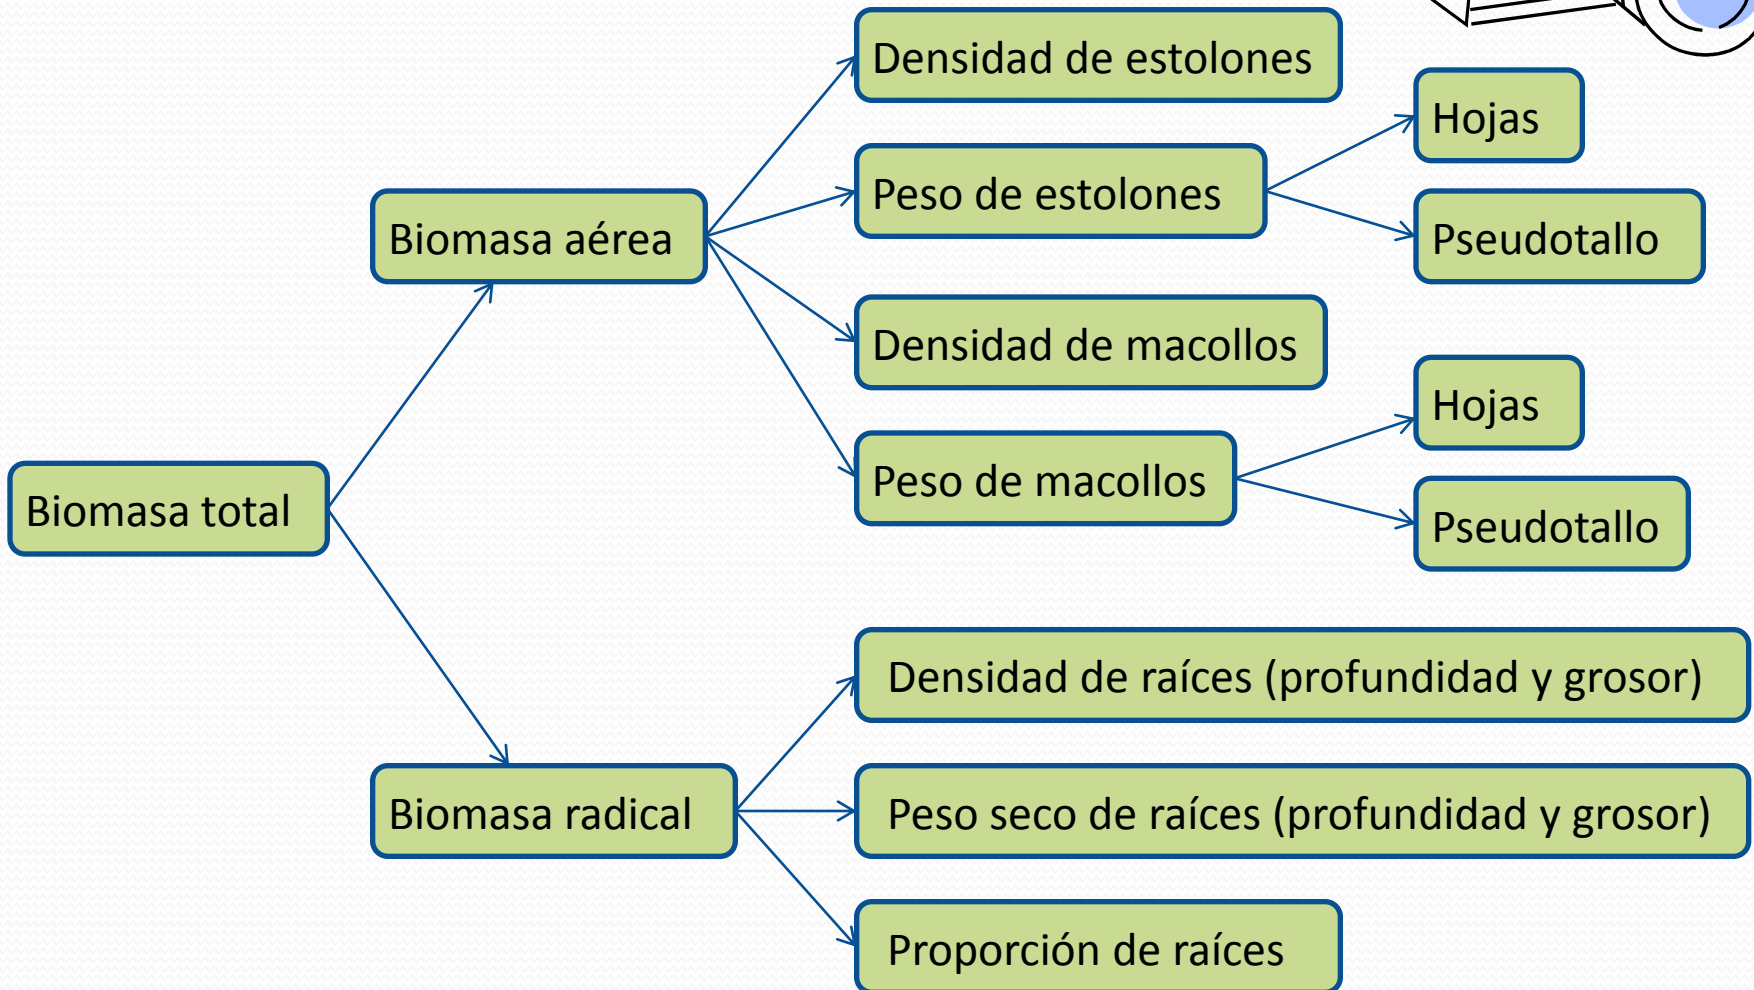 Densidad de estolones
Hojas
Peso de estolones
Biomasa aérea
Pseudotallo
Densidad de macollos
Hojas
Peso de macollos
Biomasa total
Pseudotallo
Densidad de raíces (profundidad y grosor)
Biomasa radical
Peso seco de raíces (profundidad y grosor)
Proporción de raíces